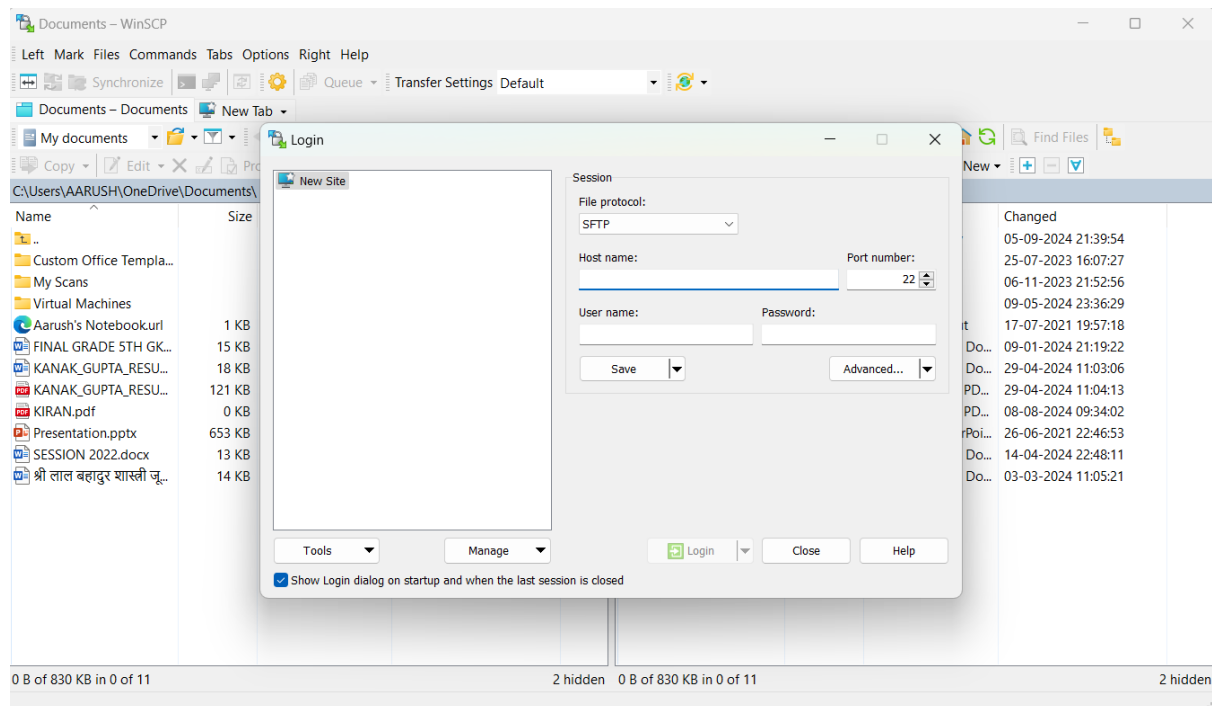 Documents – WinSCP
Left Mark Files Commands Tabs Options Right Help
Synchronize Queue Transfer Settings Default
Documents – Documents New Tab
My documents Find Files
Copy Edit New
C:\Users\AARUSH\OneDrive\Documents\
Name Size Changed
.. 05-09-2024 21:39:54
Custom Office Templa... 25-07-2023 16:07:27
My Scans 06-11-2023 21:52:56
Virtual Machines 09-05-2024 23:36:29
Aarush's Notebook.url 1 KB 17-07-2021 19:57:18
FINAL GRADE 5TH GK... 15 KB Do... 09-01-2024 21:19:22
KANAK_GUPTA_RESU... 18 KB Do... 29-04-2024 11:03:06
KANAK_GUPTA_RESU... 121 KB PD... 29-04-2024 11:04:13
KIRAN.pdf 0 KB PD... 08-08-2024 09:34:02
Presentation.pptx 653 KB rPoi... 26-06-2021 22:46:53
SESSION 2022.docx 13 KB Do... 14-04-2024 22:48:11
श्री लाल बहादुर शास्त्री जू... 14 KB Do... 03-03-2024 11:05:21
Login
New Site
Session
File protocol:
SFTP
Host name: Port number:
22
User name: Password:
Save Advanced...
Tools Manage Login Close Help
Show Login dialog on startup and when the last session is closed
0 B of 830 KB in 0 of 11 2 hidden 0 B of 830 KB in 0 of 11 2 hidden